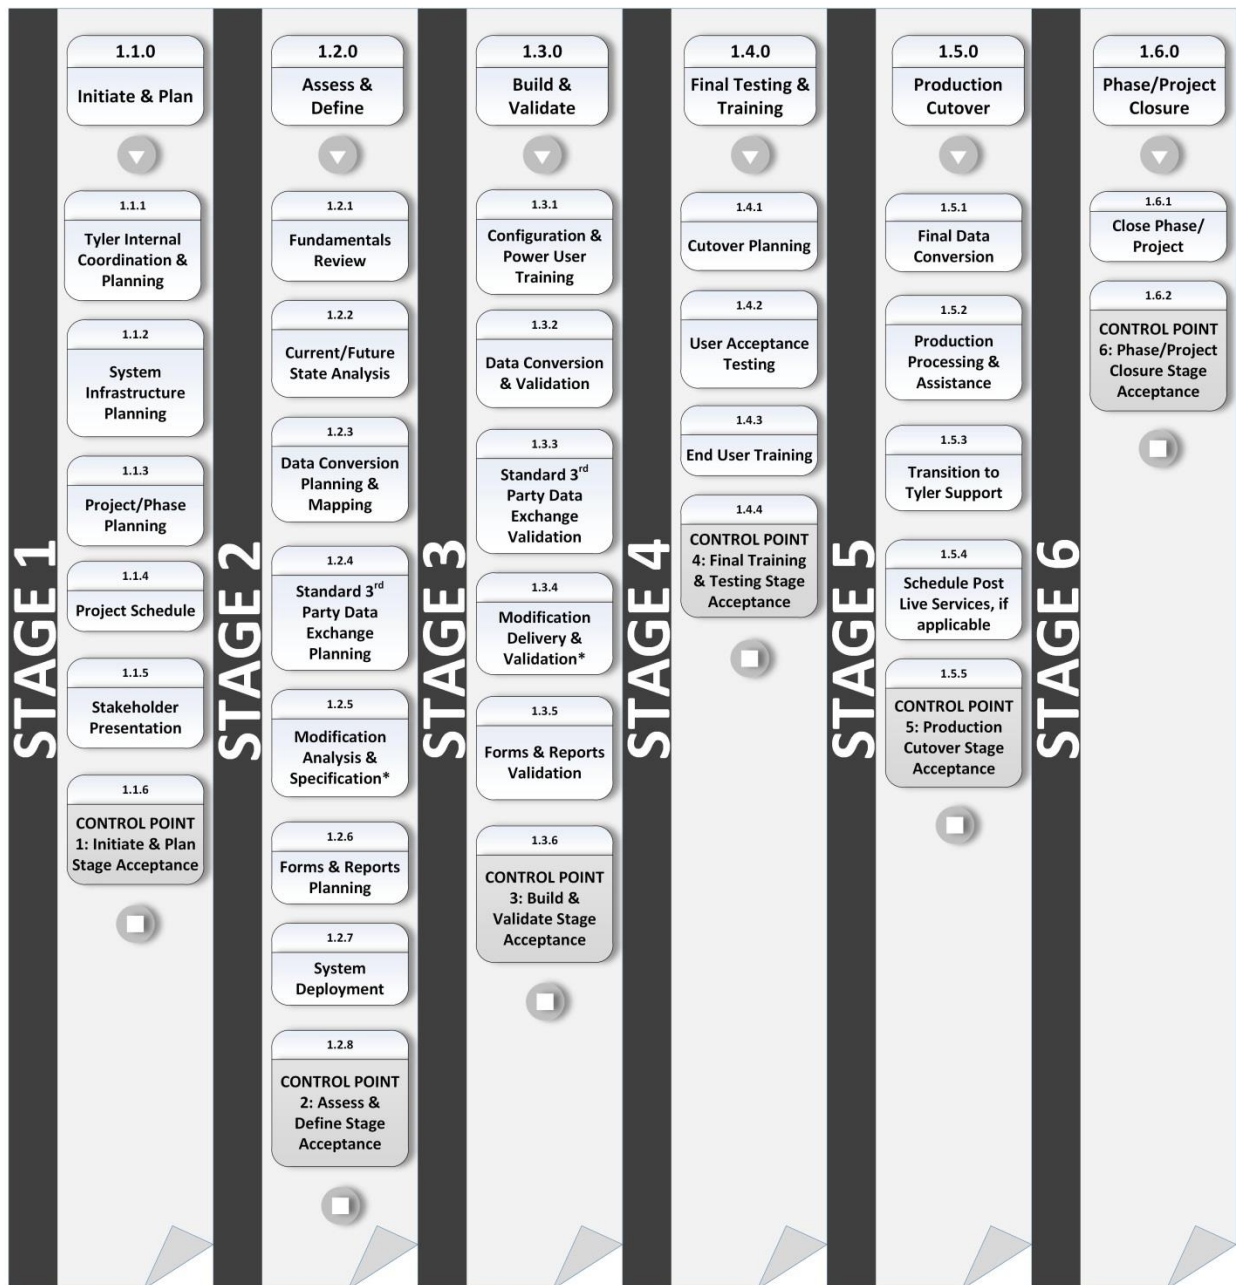 STAGE 1
1.1.0
Initiate & Plan
1.1.1
Tyler Internal
Coordination &
Planning
1.1.2
System
Infrastructure
Planning
1.1.3
Project/Phase
Planning
1.1.4
Project Schedule
1.1.5
Stakeholder
Presentation
1.1.6
CONTROL POINT
1: Initiate & Plan
Stage Acceptance
STAGE 2
1.2.0
Assess &
Define
1.2.1
Fundamentals
Review
1.2.2
Current/Future
State Analysis
1.2.3
Data Conversion
Planning &
Mapping
1.2.4
Standard 3rd
Party Data
Exchange
Planning
1.2.5
Modification
Analysis &
Specification*
1.2.6
Forms & Reports
Planning
1.2.7
System
Deployment
1.2.8
CONTROL POINT
2: Assess &
Define Stage
Acceptance
STAGE 3
1.3.0
Build &
Validate
1.3.1
Configuration &
Power User
Training
1.3.2
Data Conversion
& Validation
1.3.3
Standard 3rd
Party Data
Exchange
Validation
1.3.4
Modification
Delivery &
Validation*
1.3.5
Forms & Reports
Validation
1.3.6
CONTROL POINT
3: Build &
Validate Stage
Acceptance
STAGE 4
1.4.0
Final Testing &
Training
1.4.1
Cutover Planning
1.4.2
User Acceptance
Testing
1.4.3
End User Training
1.4.4
CONTROL POINT
4: Final Training
& Testing Stage
Acceptance
STAGE 5
1.5.0
Production
Cutover
1.5.1
Final Data
Conversion
1.5.2
Production
Processing &
Assistance
1.5.3
Transition to
Tyler Support
1.5.4
Schedule Post
Live Services, if
applicable
1.5.5
CONTROL POINT
5: Production
Cutover Stage
Acceptance
STAGE 6
1.6.0
Phase/Project
Closure
1.6.1
Close Phase/
Project
1.6.2
CONTROL POINT
6: Phase/Project
Closure Stage
Acceptance